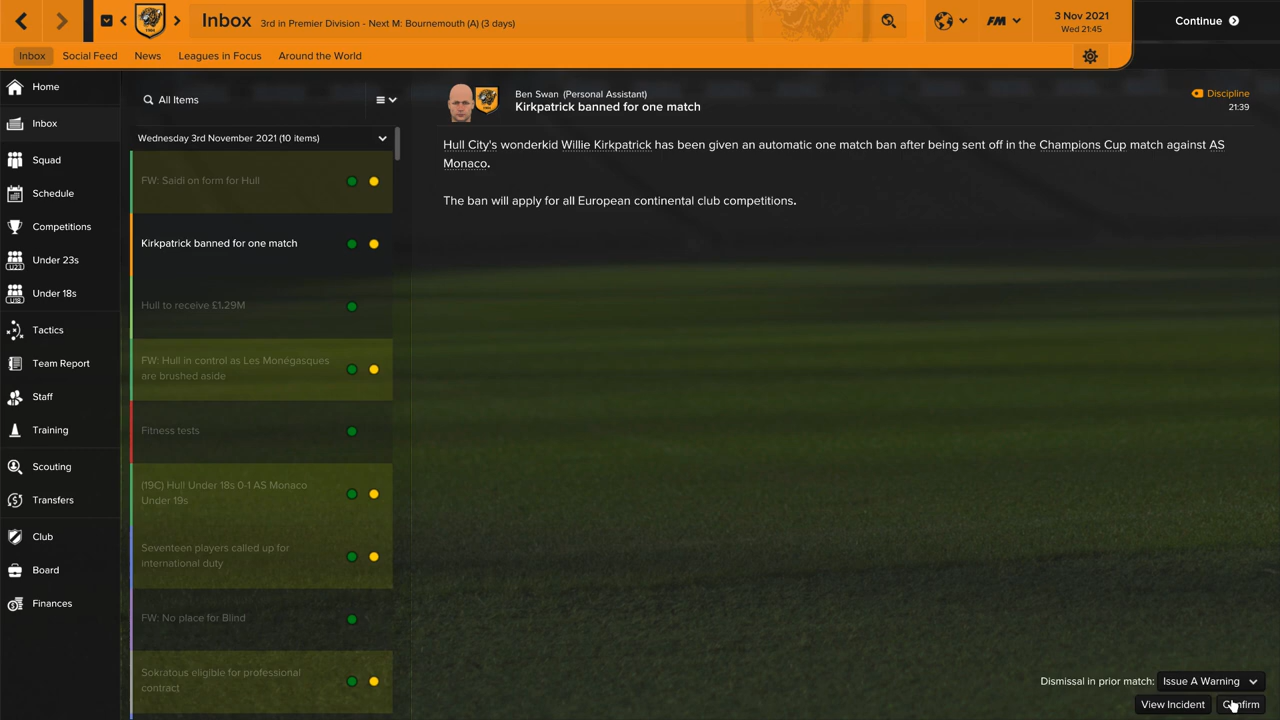 Inbox
3rd in Premier Division - Next M: Bournemouth (A) (3 days)
FM
3 Nov 2021
Wed 21:45
Continue
Inbox
Social Feed
News
Leagues in Focus
Around the World
Home
Inbox
Squad
Schedule
Competitions
U23
Under 23s
U18
Under 18s
Tactics
Team Report
Staff
Training
Scouting
Transfers
Club
Board
Finances
All Items
Wednesday 3rd November 2021 (10 items)
FW: Saidi on form for Hull
Kirkpatrick banned for one match
Hull to receive £1.29M
FW: Hull in control as Les Monégasques
are brushed aside
Fitness tests
(19C) Hull Under 18s 0-1 AS Monaco
Under 19s
Seventeen players called up for
international duty
FW: No place for Blind
Sokratous eligible for professional
contract
Ben Swan (Personal Assistant)
Kirkpatrick banned for one match
Discipline
21:39
Hull City's wonderkid Willie Kirkpatrick has been given an automatic one match ban after being sent off in the Champions Cup match against AS
Monaco.
The ban will apply for all European continental club competitions.
Dismissal in prior match: Issue A Warning
View Incident
Confirm